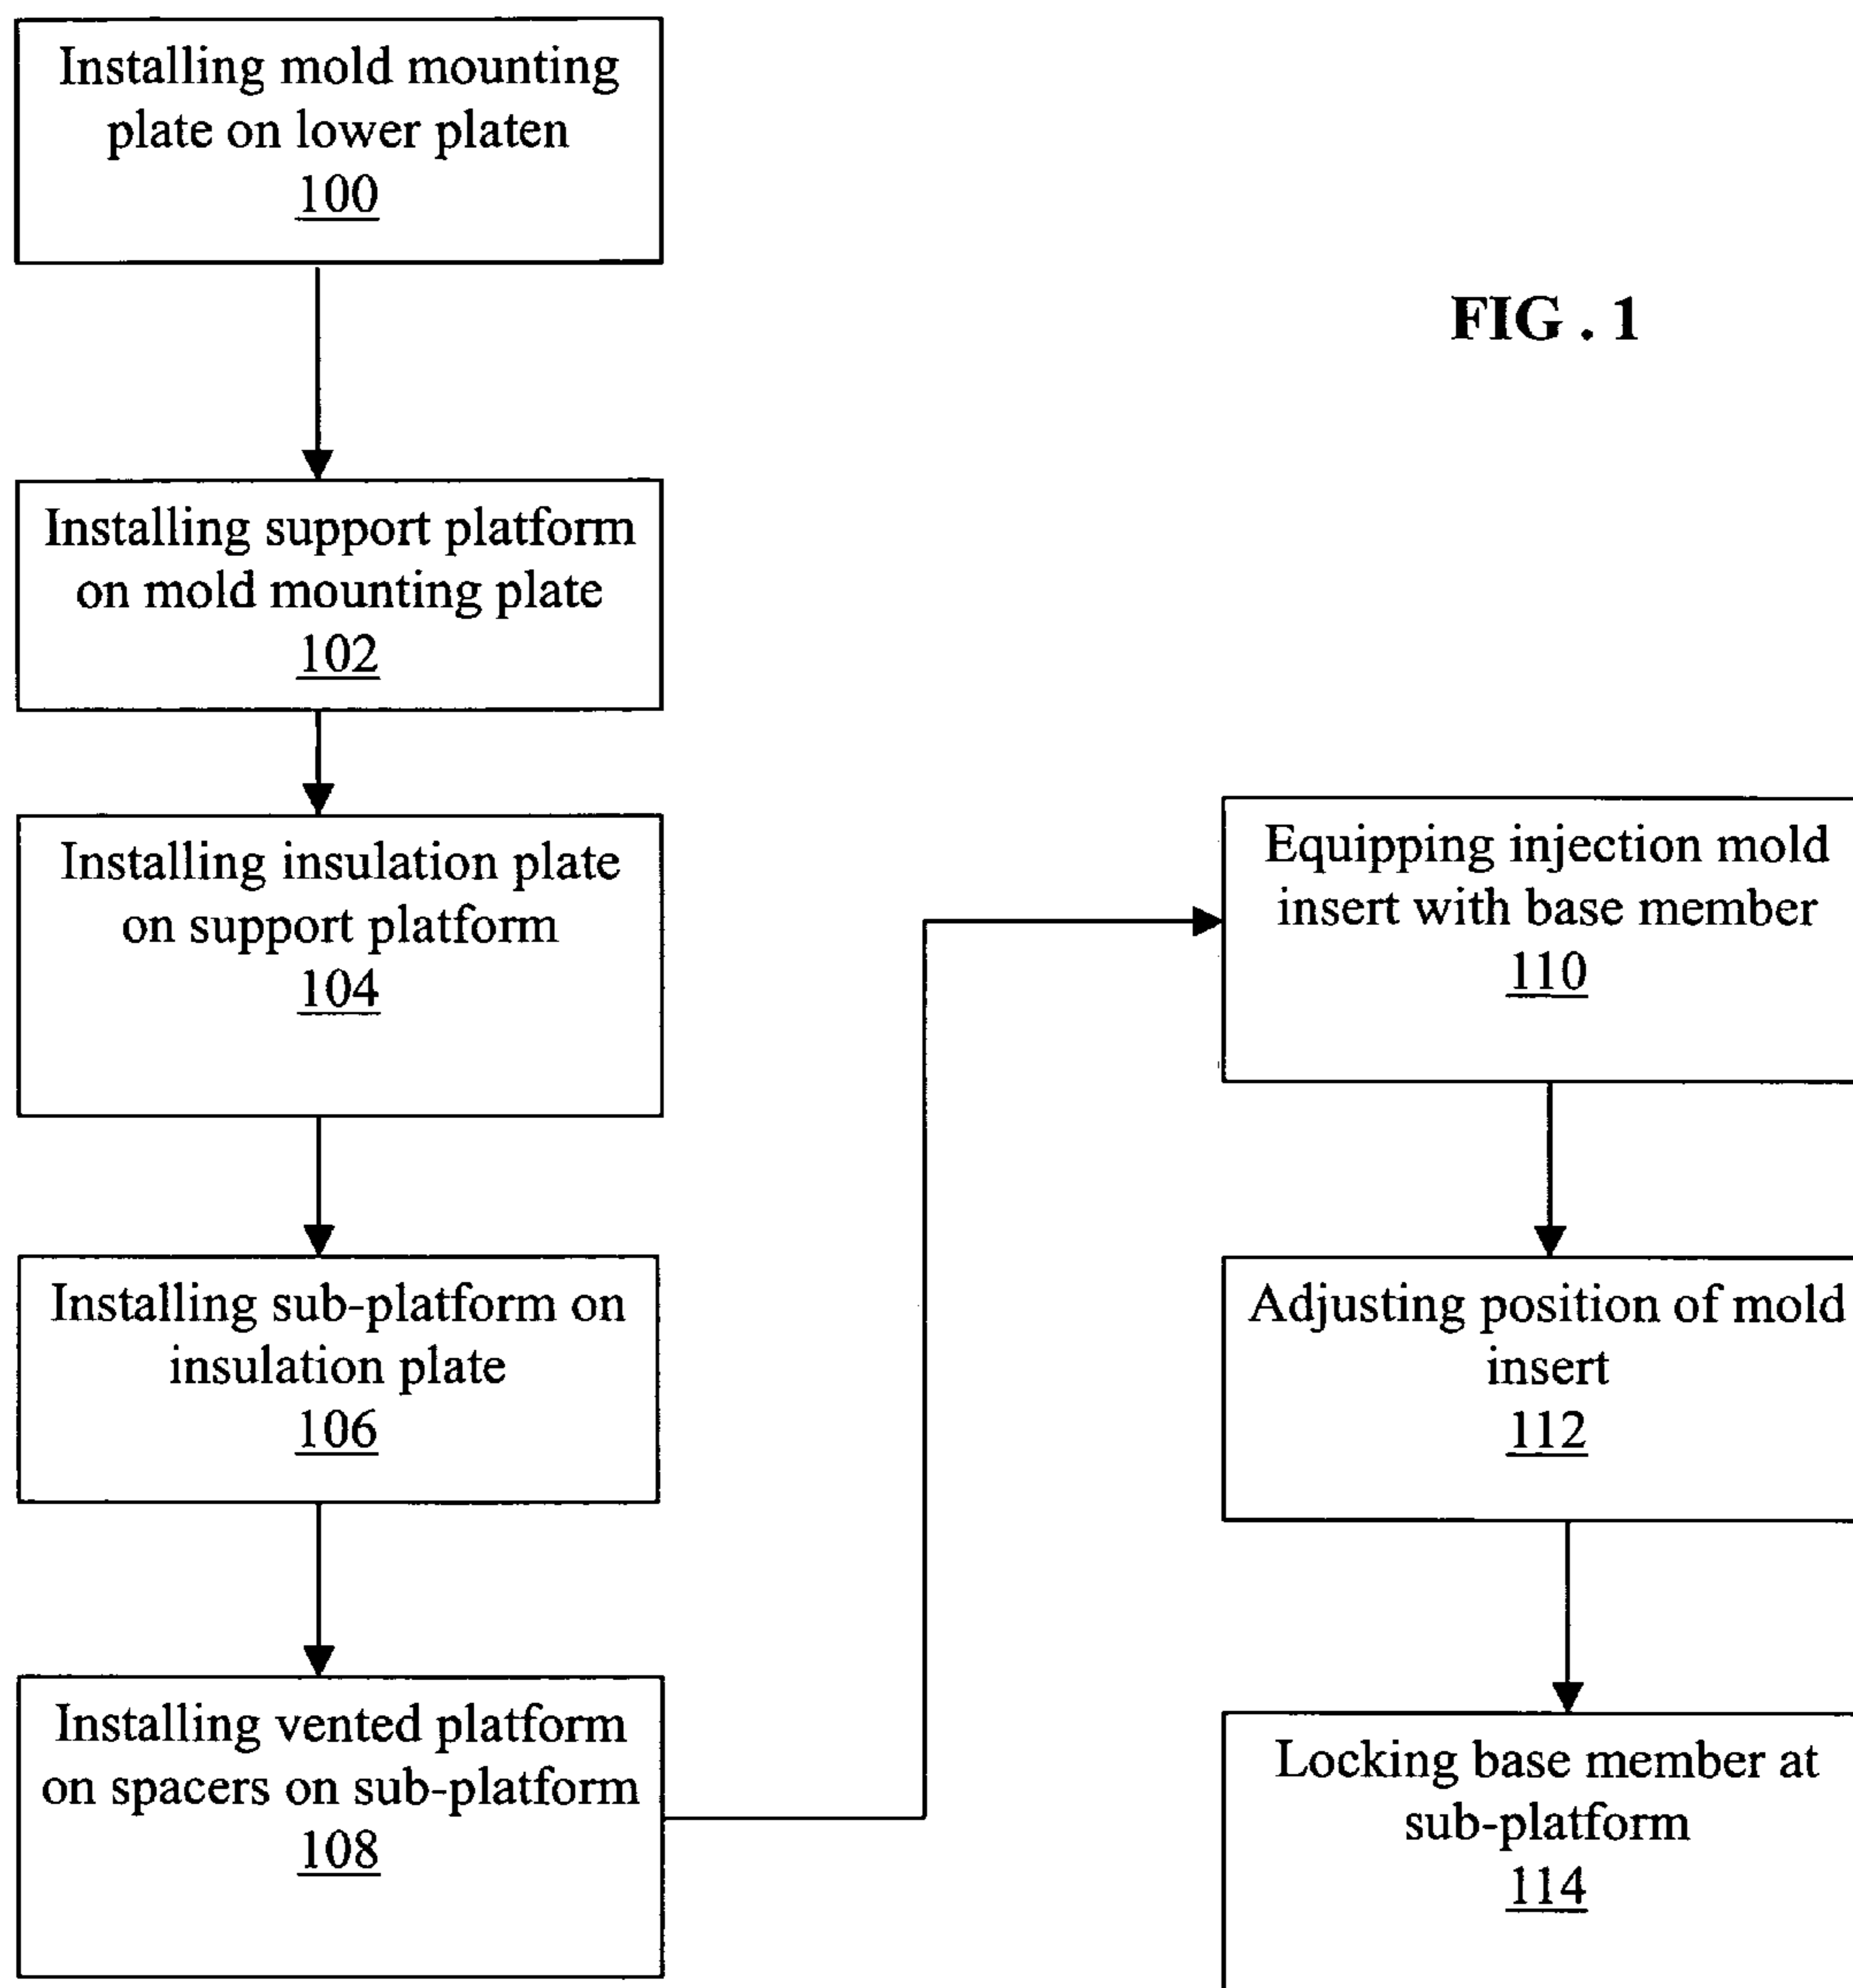 Installing mold mounting
plate on lower platen
100
FIG . 1
Installing support platform
on mold mounting plate
102
Installing insulation plate
on support platform
104
Installing sub-platform on
insulation plate
106
Installing vented platform
on spacers on sub-platform
108
Equipping injection mold
insert with base member
110
Adjusting position of mold
insert
112
Locking base member at
sub-platform
114